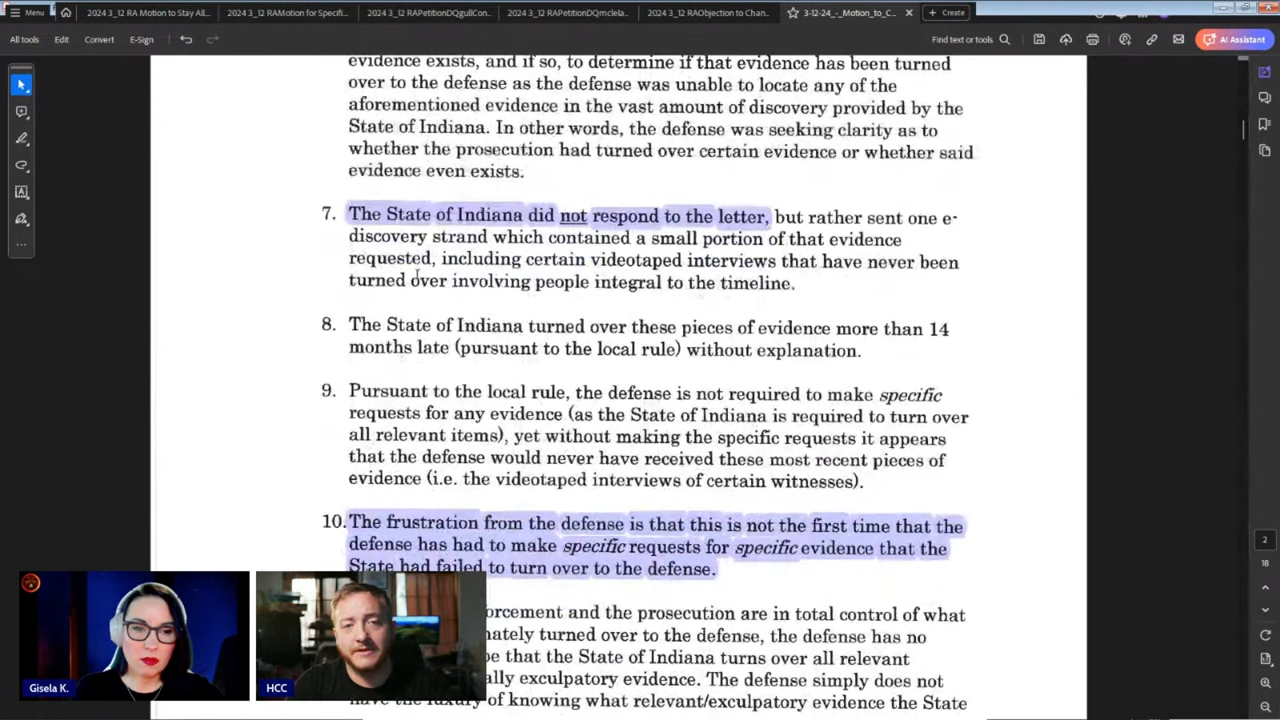 2024 3_12 RA Motion to Stay All...
2024 3_12 RAMotion for Specifi...
2024 3_12 RAPetitionDQgullCon...
2024 3_12 RAPetitionDQmclela...
2024 3_12 RAObjection to Chan...
3-12-24_-_Motion_to_C...
+ Create
Menu
All tools
Edit
Convert
E-Sign
Find text or tools
AI Assistant
evidence exists, and if so, to determine if that evidence has been turned
over to the defense as the defense was unable to locate any of the
aforementioned evidence in the vast amount of discovery provided by the
State of Indiana. In other words, the defense was seeking clarity as to
whether the prosecution had turned over certain evidence or whether said
evidence even exists.
7. The State of Indiana did not respond to the letter, but rather sent one e-
discovery strand which contained a small portion of that evidence
requested, including certain videotaped interviews that have never been
turned over involving people integral to the timeline.
8. The State of Indiana turned over these pieces of evidence more than 14
months late (pursuant to the local rule) without explanation.
9. Pursuant to the local rule, the defense is not required to make specific
requests for any evidence (as the State of Indiana is required to turn over
all relevant items), yet without making the specific requests it appears
that the defense would never have received these most recent pieces of
evidence (i.e. the videotaped interviews of certain witnesses).
10. The frustration from the defense is that this is not the first time that the
defense has had to make specific requests for specific evidence that the
State had failed to turn over to the defense.
orcement and the prosecution are in total control of what
nately turned over to the defense, the defense has no
be that the State of Indiana turns over all relevant
ally exculpatory evidence. The defense simply does not
have the luxury of knowing what relevant/exculpatory evidence the State
2
18
Gisela K.
HCC